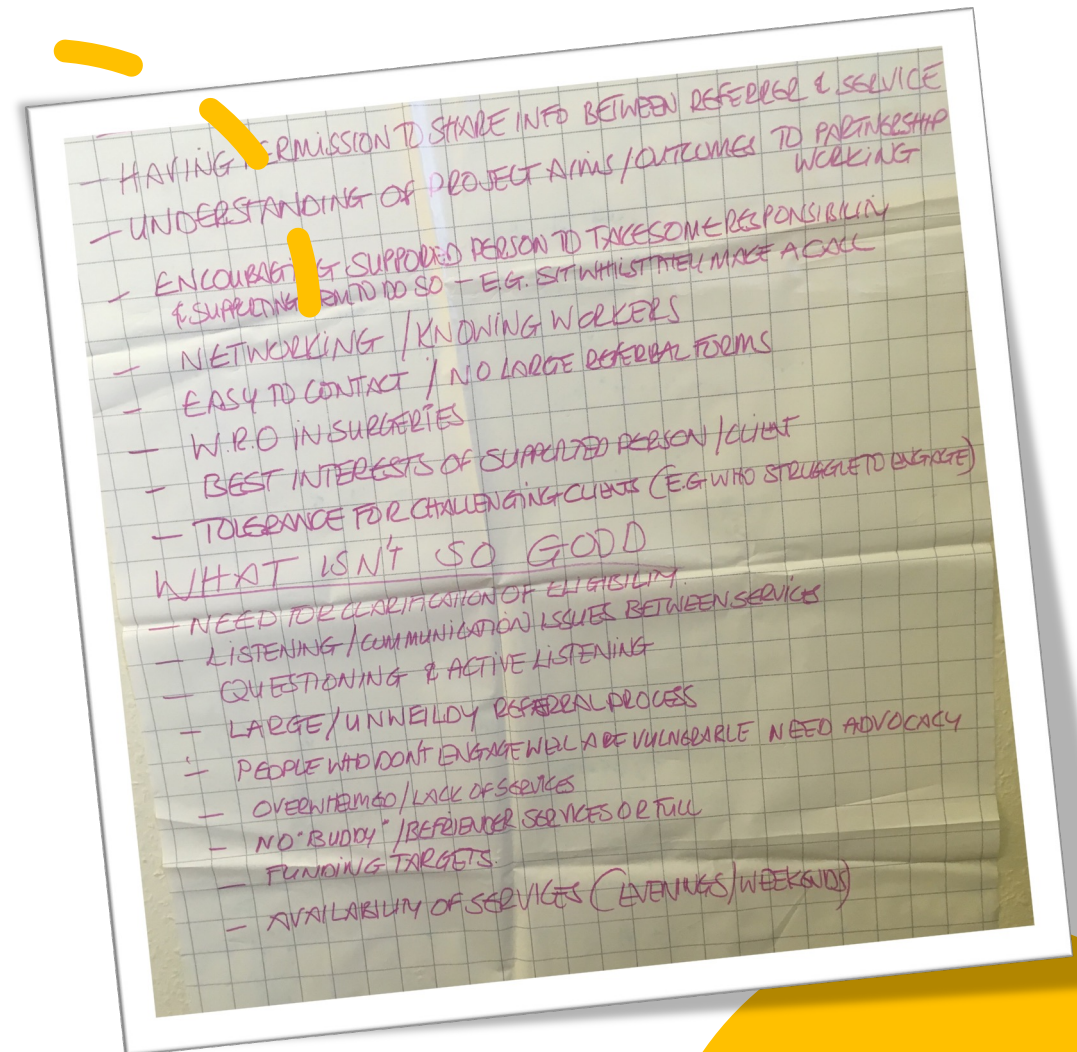 - HAVING PERMISSION TO SHARE INFO BETWEEN REFERRER & SERVICE
- UNDERSTANDING OF PROJECT AIMS/OUTCOMES TO PARTNERSHIP
WORKING
- ENCOURAGING SUPPORTED PERSON TO TAKE SOME RESPONSIBILITY
& SUPPORTING THEM TO DO SO - E.G. SIT WHILST THEY MAKE A CALL
- NETWORKING / KNOWING WORKERS
- EASY TO CONTACT / NO LARGE REFERRAL FORMS
- W.R.O IN SURGERIES
- BEST INTERESTS OF SUPPORTED PERSON / CLIENT
- TOLERANCE FOR CHALLENGING CLIENTS (E.G WHO STRUGGLE TO ENGAGE)
WHAT ISN'T SO GOOD
- NEED FOR CLARIFICATION OF ELIGIBILITY.
- LISTENING / COMMUNICATION ISSUES BETWEEN SERVICES
- QUESTIONING & ACTIVE LISTENING
- LARGE/UNWEILDY REFERRAL PROCESS
- PEOPLE WHO DONT ENGAGE WELL ARE VULNERABLE NEED ADVOCACY
- OVERWHELMED/LACK OF SERVICES
- NO "BUDDY" /BEFRIENDER SERVICES OR FULL
- FUNDING TARGETS.
- AVAILABILITY OF SERVICES (EVENINGS/WEEKENDS)